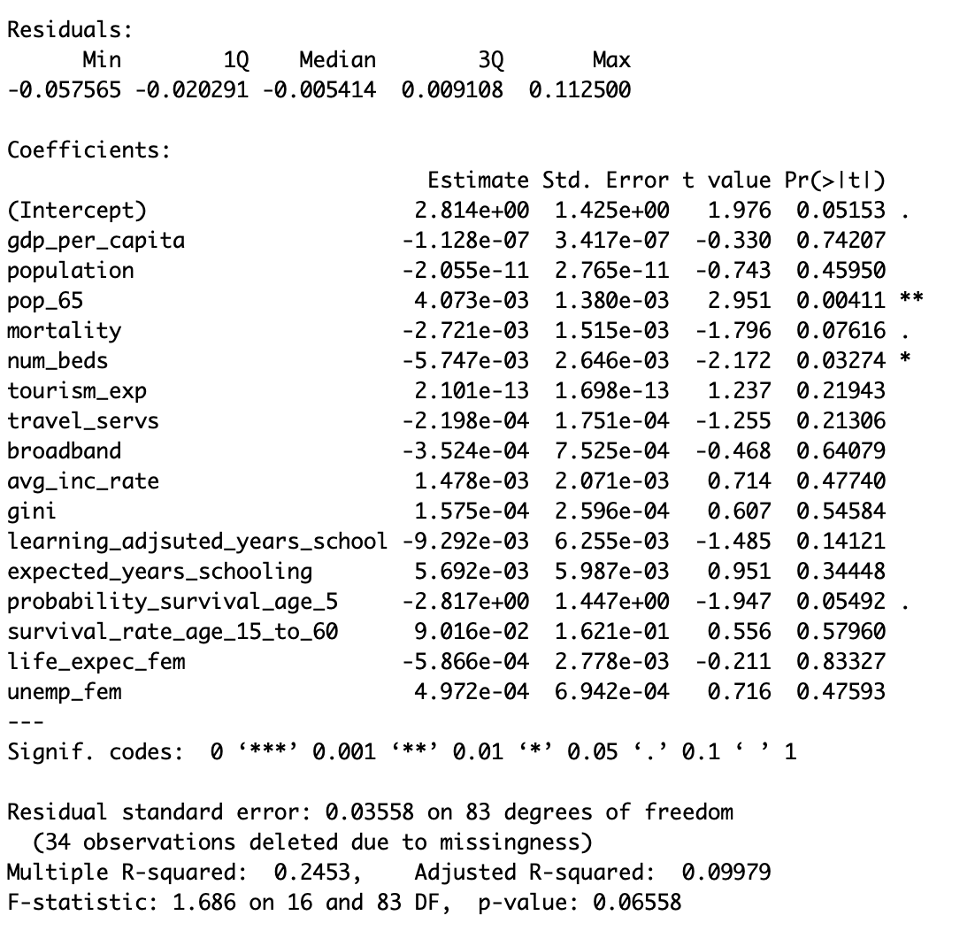 Residuals:
Min 1Q Median 3Q Max
-0.057565 -0.020291 -0.005414 0.009108 0.112500
Coefficients:
Estimate Std. Error t value Pr(>|t|)
(Intercept) 2.814e+00 1.425e+00 1.976 0.05153 .
gdp_per_capita -1.128e-07 3.417e-07 -0.330 0.74207
population -2.055e-11 2.765e-11 -0.743 0.45950
pop_65 4.073e-03 1.380e-03 2.951 0.00411 **
mortality -2.721e-03 1.515e-03 -1.796 0.07616 .
num_beds -5.747e-03 2.646e-03 -2.172 0.03274 *
tourism_exp 2.101e-13 1.698e-13 1.237 0.21943
travel_servs -2.198e-04 1.751e-04 -1.255 0.21306
broadband -3.524e-04 7.525e-04 -0.468 0.64079
avg_inc_rate 1.478e-03 2.071e-03 0.714 0.47740
gini 1.575e-04 2.596e-04 0.607 0.54584
learning_adjsuted_years_school -9.292e-03 6.255e-03 -1.485 0.14121
expected_years_schooling 5.692e-03 5.987e-03 0.951 0.34448
probability_survival_age_5 -2.817e+00 1.447e+00 -1.947 0.05492 .
survival_rate_age_15_to_60 9.016e-02 1.621e-01 0.556 0.57960
life_expec_fem -5.866e-04 2.778e-03 -0.211 0.83327
unemp_fem 4.972e-04 6.942e-04 0.716 0.47593
---
Signif. codes: 0 ‘***’ 0.001 ‘**’ 0.01 ‘*’ 0.05 ‘.’ 0.1 ‘ ’ 1
Residual standard error: 0.03558 on 83 degrees of freedom
(34 observations deleted due to missingness)
Multiple R-squared: 0.2453, Adjusted R-squared: 0.09979
F-statistic: 1.686 on 16 and 83 DF, p-value: 0.06558